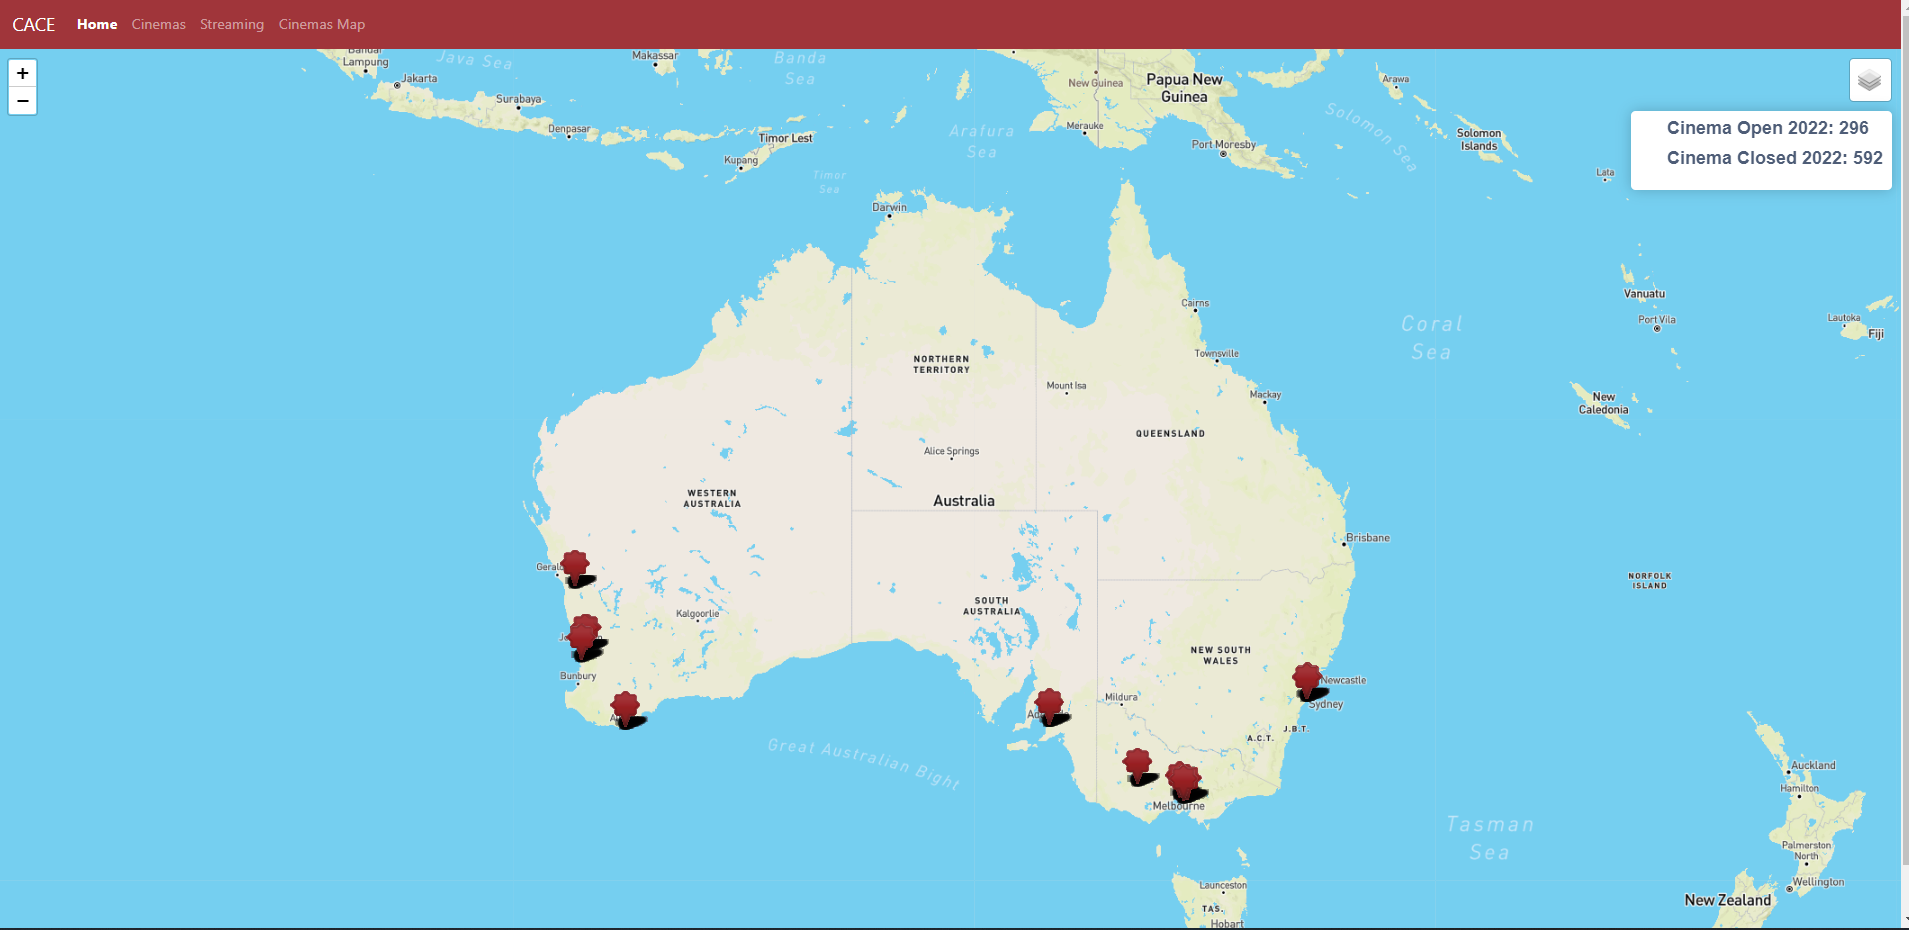 CACE Home Cinemas Streaming Cinemas Map
+
−
Cinema Open 2022: 296
Cinema Closed 2022: 592
Java Sea
Banda
Sea
Makassar
Lampung
Jakarta
Surabaya
Denpasar
Timor Lest
Kupang
Timor
Sea
Arafura
Sea
New Guinea
Papua New
Guinea
Merauke
Port Moresby
Arawa
Solomon Sea
Solomon
Islands
Lata
Darwin
Cairns
Coral
Sea
Vanuatu
Port Vila
Lautoka
Fiji
Townsville
NORTHERN
TERRITORY
Mount Isa
Mackay
New
Caledonia
QUEENSLAND
Alice Springs
WESTERN
AUSTRALIA
Australia
Brisbane
NORFOLK
ISLAND
SOUTH
AUSTRALIA
Kalgoorlie
NEW SOUTH
WALES
Bunbury
Newcastle
Sydney
Mildura
J.B.T.
A.C.T.
Great Australian Bight
Melbourne
Auckland
Hamilton
Tasman
Sea
Palmerston
North
Wellington
New Zealand
Launceston
TAS.
Hobart